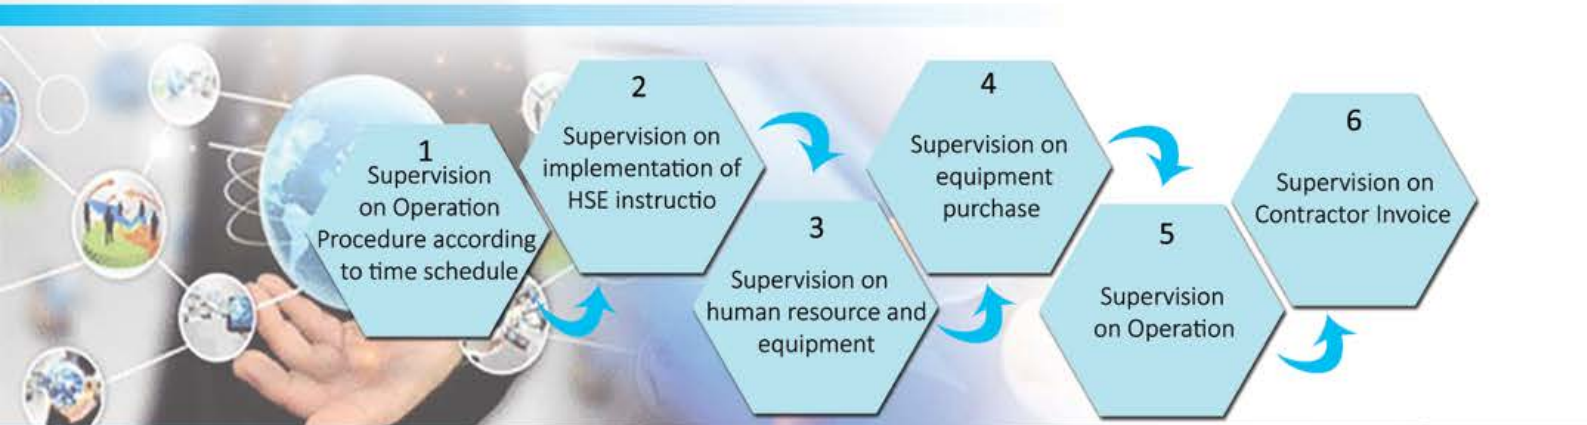 1
Supervision
on Operation
Procedure according
to time schedule
2
Supervision on
implementation of
HSE instructio
3
Supervision on
human resource and
equipment
4
Supervision on
equipment
purchase
5
Supervision
on Operation
6
Supervision on
Contractor Invoice